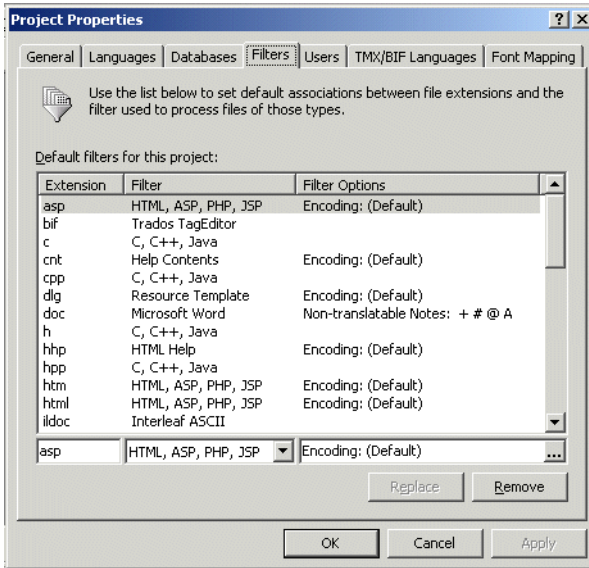 Project Properties
General Languages Databases Filters Users TMX/BIF Languages Font Mapping
Use the list below to set default associations between file extensions and the
filter used to process files of those types.
Default filters for this project:
Extension Filter Filter Options
asp HTML, ASP, PHP, JSP Encoding: (Default)
bif Trados TagEditor
c C, C++, Java
cnt Help Contents Encoding: (Default)
cpp C, C++, Java
dlg Resource Template Encoding: (Default)
doc Microsoft Word Non-translatable Notes: + # @ A
h C, C++, Java
hhp HTML Help Encoding: (Default)
hpp C, C++, Java
htm HTML, ASP, PHP, JSP Encoding: (Default)
html HTML, ASP, PHP, JSP Encoding: (Default)
ildoc Interleaf ASCII
asp HTML, ASP, PHP, JSP Encoding: (Default) ...
Replace Remove
OK Cancel Apply